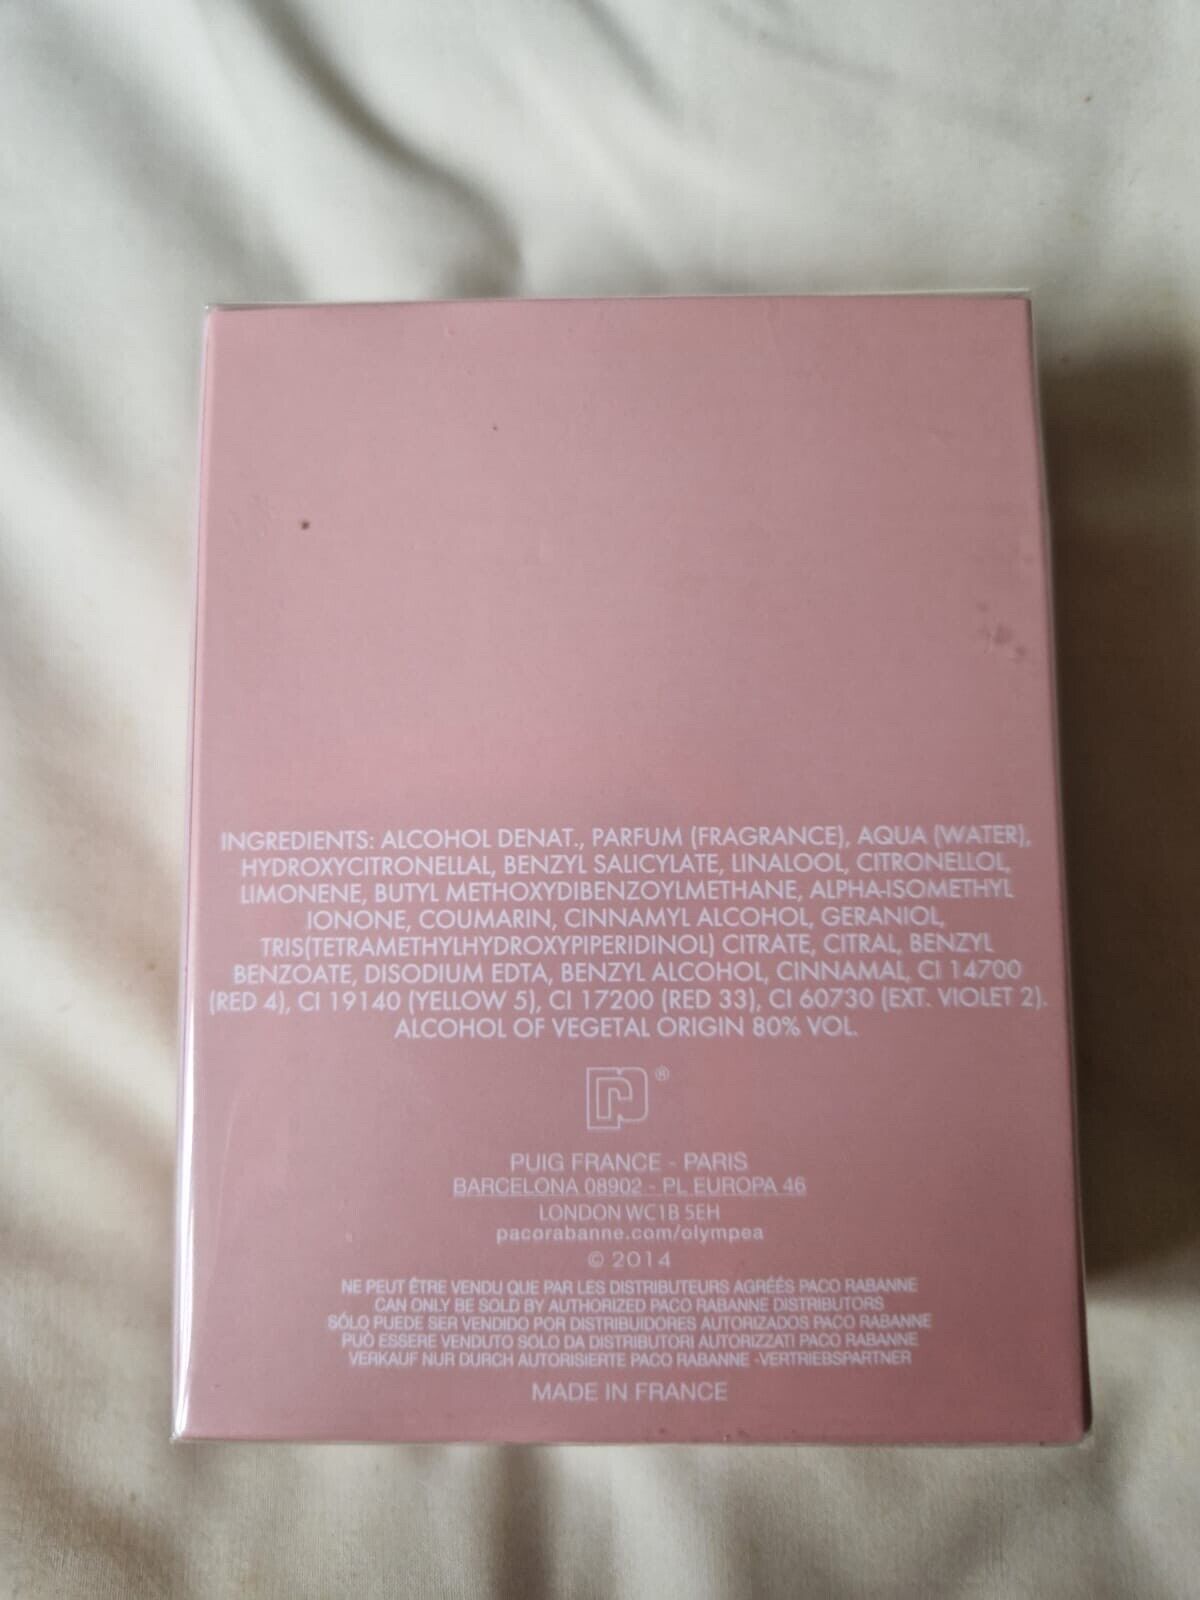 INGREDIENTS: ALCOHOL DENAT., PARFUM (FRAGRANCE), AQUA (WATER),
HYDROXYCITRONELLAL, BENZYL SALICYLATE, LINALOOL, CITRONELLOL,
LIMONENE, BUTYL METHOXYDIBENZOYLMETHANE, ALPHA-ISOMETHYL
IONONE, COUMARIN, CINNAMYL ALCOHOL, GERANIOL,
TRIS(TETRAMETHYLHYDROXYPIPERIDINOL) CITRATE, CITRAL, BENZYL
BENZOATE, DISODIUM EDTA, BENZYL ALCOHOL, CINNAMAL, CI 14700
(RED 4), CI 19140 (YELLOW 5), CI 17200 (RED 33), CI 60730 (EXT. VIOLET 2).
ALCOHOL OF VEGETAL ORIGIN 80% VOL.
®
PUIG FRANCE - PARIS
BARCELONA 08902 - PL EUROPA 46
LONDON WC1B 5EH
pacorabanne.com/olympea
© 2014
NE PEUT ÊTRE VENDU QUE PAR LES DISTRIBUTEURS AGRÉÉS PACO RABANNE
CAN ONLY BE SOLD BY AUTHORIZED PACO RABANNE DISTRIBUTORS
SÓLO PUEDE SER VENDIDO POR DISTRIBUIDORES AUTORIZADOS PACO RABANNE
PUÒ ESSERE VENDUTO SOLO DA DISTRIBUTORI AUTORIZZATI PACO RABANNE
VERKAUF NUR DURCH AUTORISIERTE PACO RABANNE -VERTRIEBSPARTNER
MADE IN FRANCE